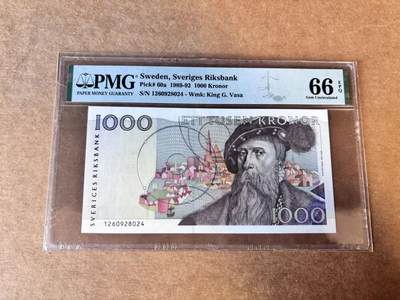 PMG
PAPER MONEY GUARANTY
Sweden, Sveriges Riksbank
Pick# 60a 1989-92 1000 Kronor
S/N 1260928024 - Wmk: King G. Vasa
66 EPQ
Gem Uncirculated
1000 ETTUSEN KRONOR
SVERIGES RIKSBANK
1260928024
1000